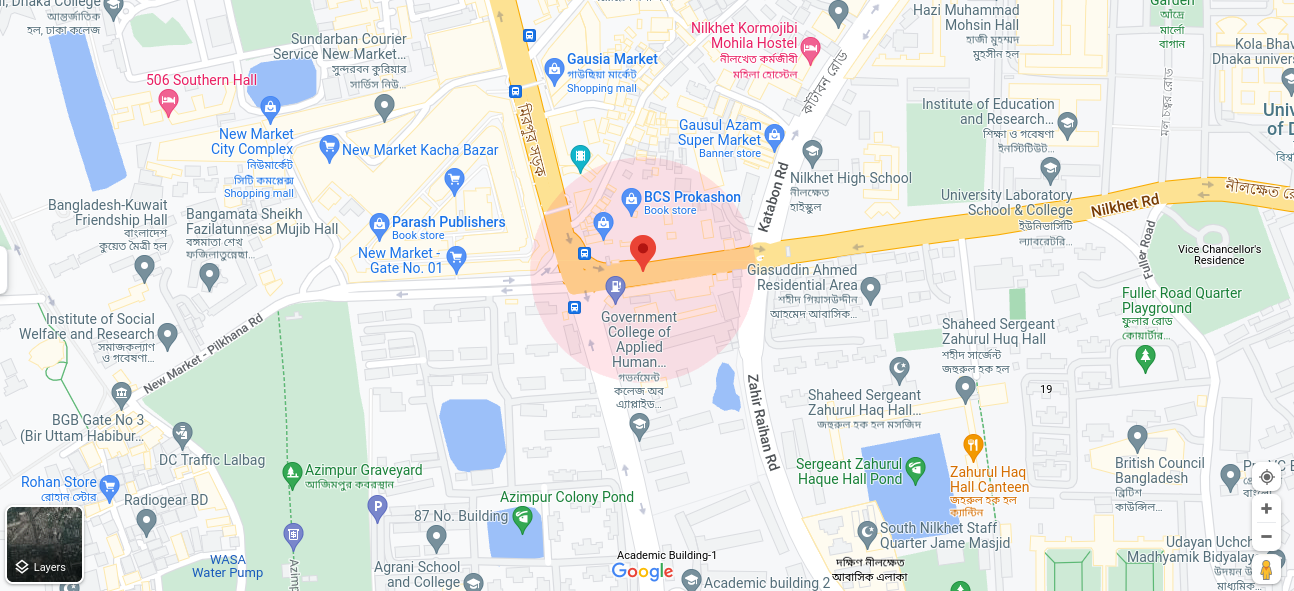 ll, Dhaka College
আন্তর্জাতিক
হল, ঢাকা কলেজ
Sundarban Courier
Service New Market...
সুন্দরবন কুরিয়ার
সার্ভিস নিউ...
506 Southern Hall
New Market
City Complex
নিউমার্কেট
সিটি কমপ্লেক্স
Shopping mall
New Market Kacha Bazar
মিরপুর সড়ক
Gausia Market
গাউছিয়া মার্কেট
Shopping mall
Nilkhet Kormojibi
Mohila Hostel
নীলখেত কর্মজীবী
মহিলা হোস্টেল
কাঁটাবন রোড
Hazi Muhammad
Mohsin Hall
হাজী মুহম্মদ
মুহসীন হল
Garden
আঁদ্রে
মার্লো
বাগান
Kola Bhav
Dhaka univers
মল চত্বর রোড
Univ
of D
Institute of Education
and Research...
শিক্ষা ও গবেষণা
ইনস্টিটিউট...
Gausul Azam
Super Market
Banner store
Nilkhet High School
নীলক্ষেত
হাইস্কুল
Katabon Rd
University Laboratory
School & College
ইউনিভার্সিটি
ল্যাবরেটরি...
Nilkhet Rd
নীলক্ষেত রো
Bangladesh-Kuwait
Friendship Hall
বাংলাদেশ
কুয়েত মৈত্রী হল
Bangamata Sheikh
Fazilatunnesa Mujib Hall
বঙ্গমাতা শেখ
ফজিলাতুন্নেছা...
Parash Publishers
Book store
New Market -
Gate No. 01
BCS Prokashon
Book store
Vice Chancellor's
Residence
Fuller Road
Giasuddin Ahmed
Residential Area
শহীদ গিয়াসউদ্দীন
আহমেদ আবাসিক...
Fuller Road Quarter
Playground
ফুলার রোড
কোয়ার্টার...
Institute of Social
Welfare and Research
সমাজকল্যাণ
ও গবেষণা...
New Market - Pilkhana Rd
Government
College of
Applied
Human...
গভর্নমেন্ট
কলেজ অব
এ্যাপ্লাইড...
Shaheed Sergeant
Zahurul Huq Hall
শহীদ সার্জেন্ট
জহুরুল হক হল
19
Zahir Raihan Rd
Shaheed Sergeant
Zahurul Haq Hall...
জহুরুল হক হল মসজিদ
BGB Gate No 3
(Bir Uttam Habibur...
DC Traffic Lalbag
Azimpur Graveyard
আজিমপুর কবরস্থান
Rohan Store
রোহান স্টোর
Radiogear BD
Sergeant Zahurul
Haque Hall Pond
Zahurul Haq
Hall Canteen
জহুরুল হক হল
ক্যান্টিন
British Council
Bangladesh
ব্রিটিশ
কাউন্সিল...
Azimpur Colony Pond
87 No. Building
South Nilkhet Staff
Quarter Jame Masjid
Udayan Uchch
Madhyamik Bidyalay
উদয়ন উ
মাধ্যমিক...
Layers
WASA
Water Pump
Azimp
Agrani School
and College
Academic Building-1
Google
Academic building 2
দক্ষিণ নীলক্ষেত
আবাসিক এলাকা